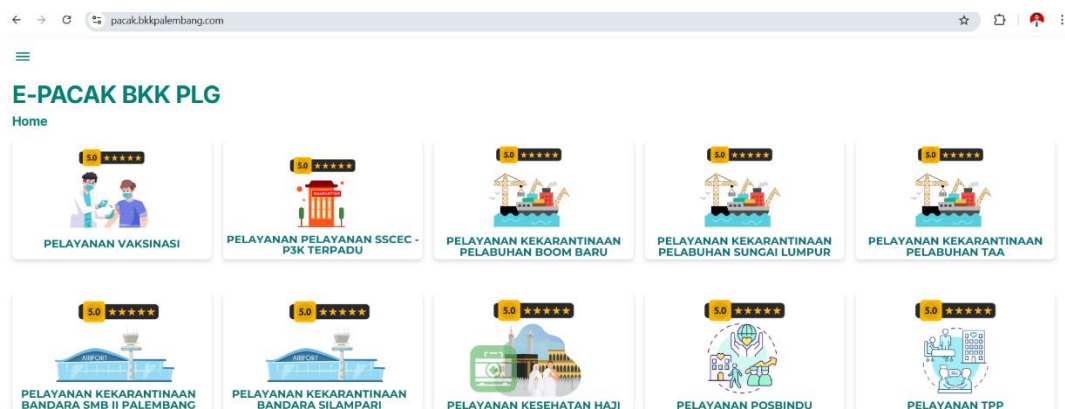 pacak.bkkpalembang.com
E-PACAK BKK PLG
Home
5.0
PELAYANAN VAKSINASI
5.0
QUARANTINE
PELAYANAN PELAYANAN SSCEC -
P3K TERPADU
5.0
PELAYANAN KEKARANTINAAN
PELABUHAN BOOM BARU
5.0
PELAYANAN KEKARANTINAAN
PELABUHAN SUNGAI LUMPUR
5.0
PELAYANAN KEKARANTINAAN
PELABUHAN TAA
5.0
AIRPORT
PELAYANAN KEKARANTINAAN
BANDARA SMB II PALEMBANG
5.0
AIRPORT
PELAYANAN KEKARANTINAAN
BANDARA SILAMPARI
5.0
PELAYANAN KESEHATAN HAJI
5.0
PELAYANAN POSBINDU
5.0
PELAYANAN TPP